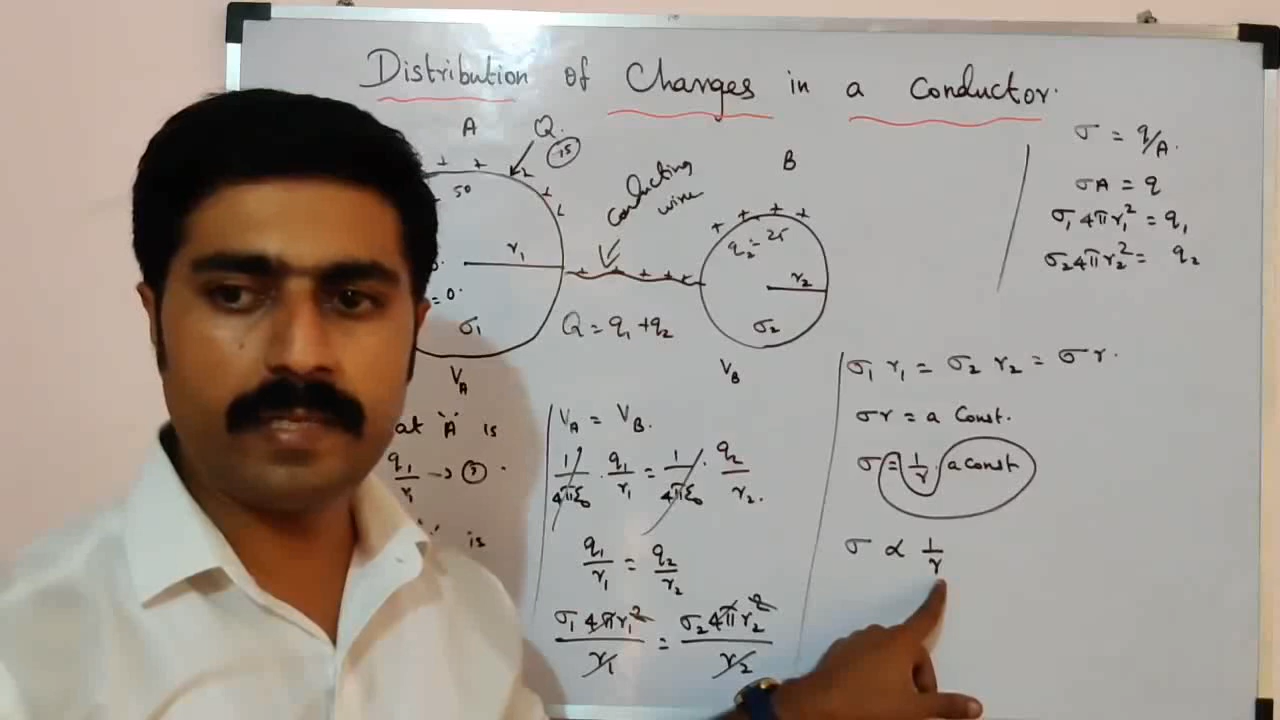 Distribution of Charges in a Conductor.
A
Q.
15
50
r₁
= 0
σ₁
V_A
Conducting
wire
Q = q₁ + q₂
B
q₂ = 25
r₂
σ₂
V_B
σ = q/A.
σA = q
σ₁ 4πr₁² = q₁
σ₂ 4πr₂² = q₂
at 'A' is
q₁/r₁ →
is
V_A = V_B.
1/4πε₀ · q₁/r₁ = 1/4πε₀ · q₂/r₂.
q₁/r₁ = q₂/r₂
σ₁ 4πr₁²/r₁ = σ₂ 4πr₂²/r₂
σ₁ r₁ = σ₂ r₂ = σ r.
σr = a Const.
σ = 1/r . a Const
σ ∝ 1/r